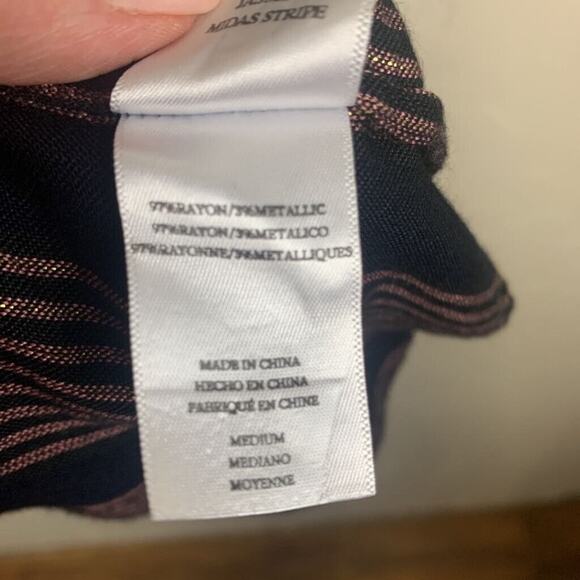 MIDAS STRIPE
97%RAYON/3%METALLIC
97%RAYON/3%METALICO
97%RAYONNE/3%METALLIQUES
MADE IN CHINA
HECHO EN CHINA
FABRIQUÉ EN CHINE
MEDIUM
MEDIANO
MOYENNE